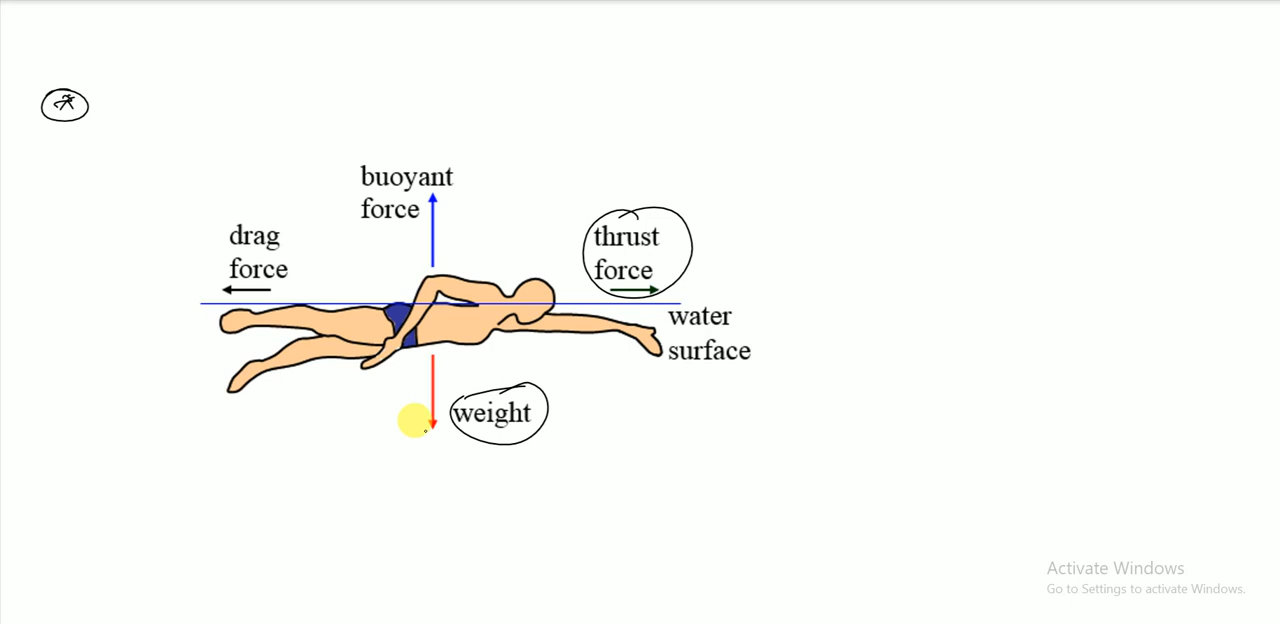 buoyant
force
drag
force
thrust
force
water
surface
weight
Activate Windows
Go to Settings to activate Windows.